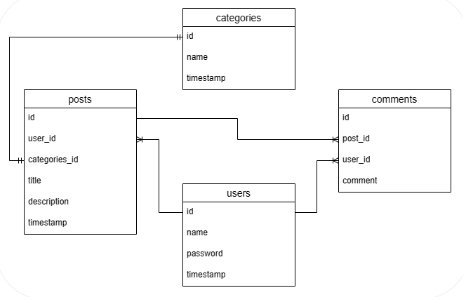 categories
id
name
timestamp
posts
id
user_id
categories_id
title
description
timestamp
comments
id
post_id
user_id
comment
users
id
name
password
timestamp